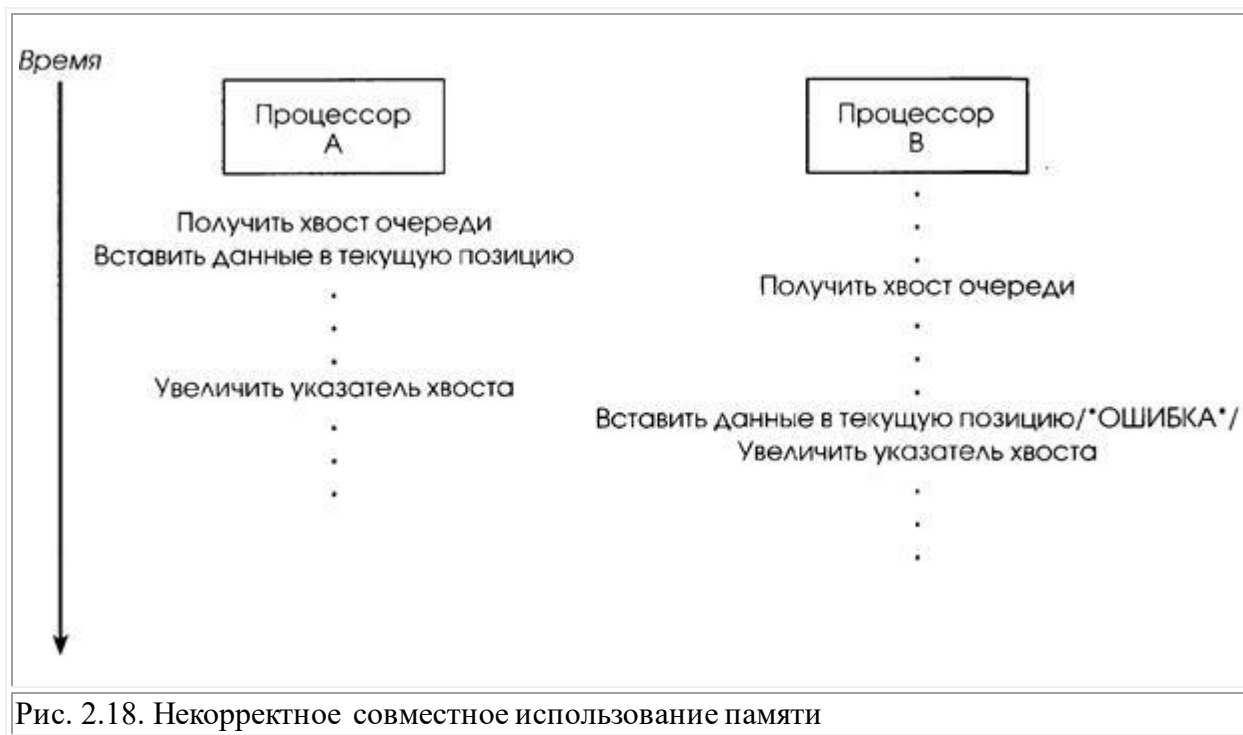 Время
Процессор
А
Процессор
В
Получить хвост очереди
Вставить данные в текущую позицию
Получить хвост очереди
Увеличить указатель хвоста
Вставить данные в текущую позицию/*ОШИБКА*/
Увеличить указатель хвоста
Рис. 2.18. Некорректное совместное использование памяти